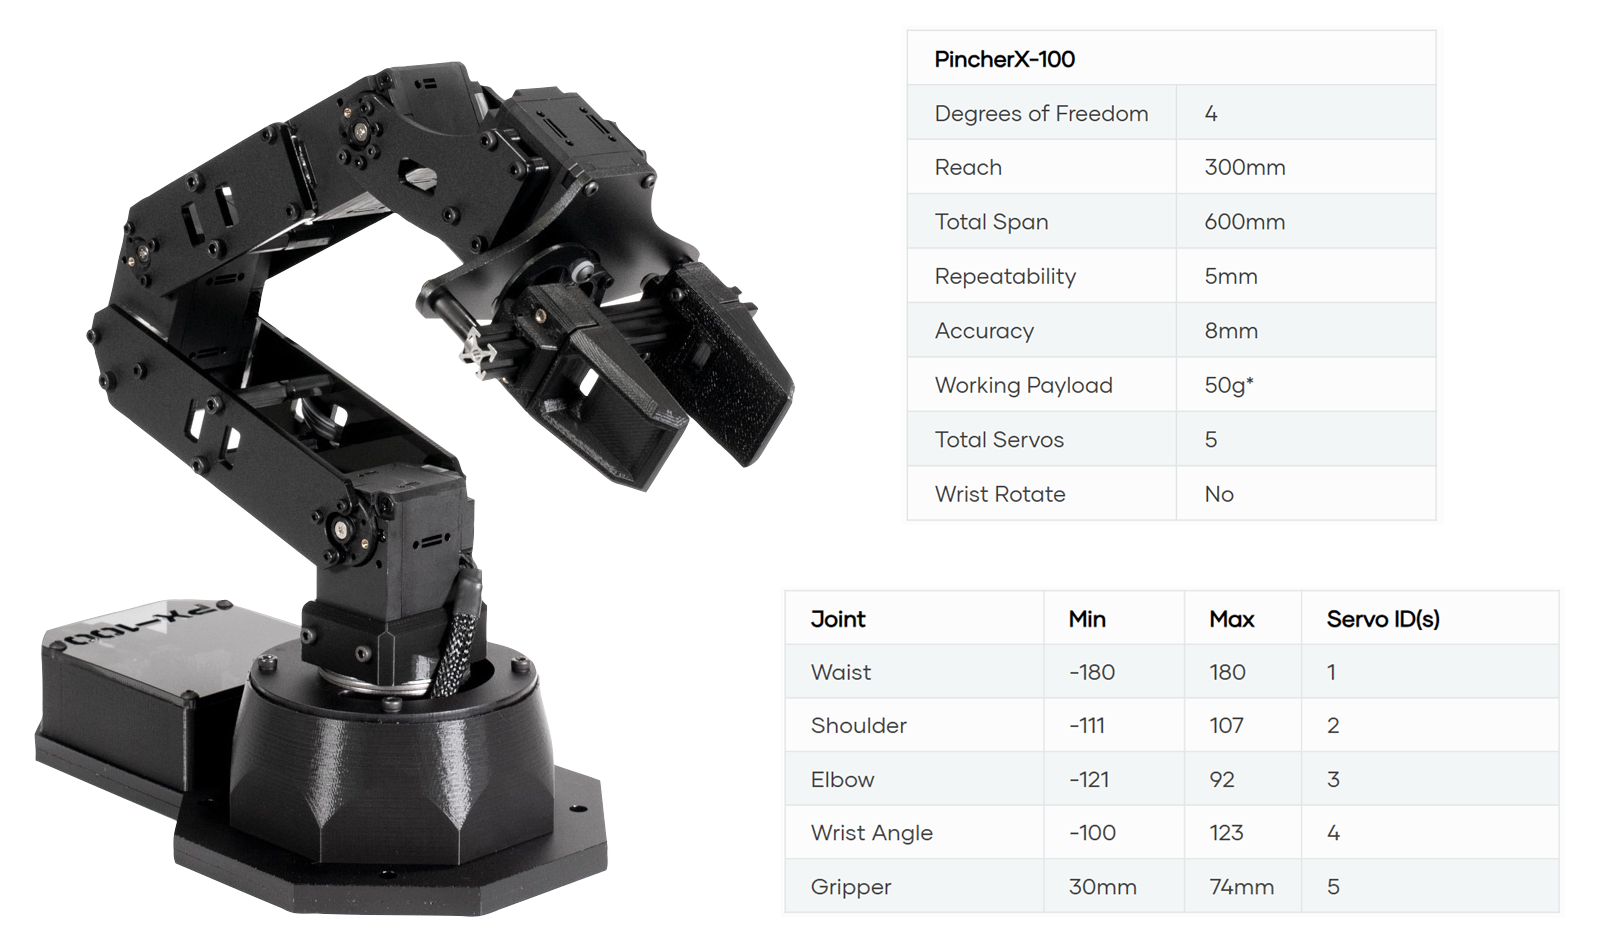 PincherX-100
Degrees of Freedom 4
Reach 300mm
Total Span 600mm
Repeatability 5mm
Accuracy 8mm
Working Payload 50g*
Total Servos 5
Wrist Rotate No
PX-100
Joint Min Max Servo ID(s)
Waist -180 180 1
Shoulder -111 107 2
Elbow -121 92 3
Wrist Angle -100 123 4
Gripper 30mm 74mm 5